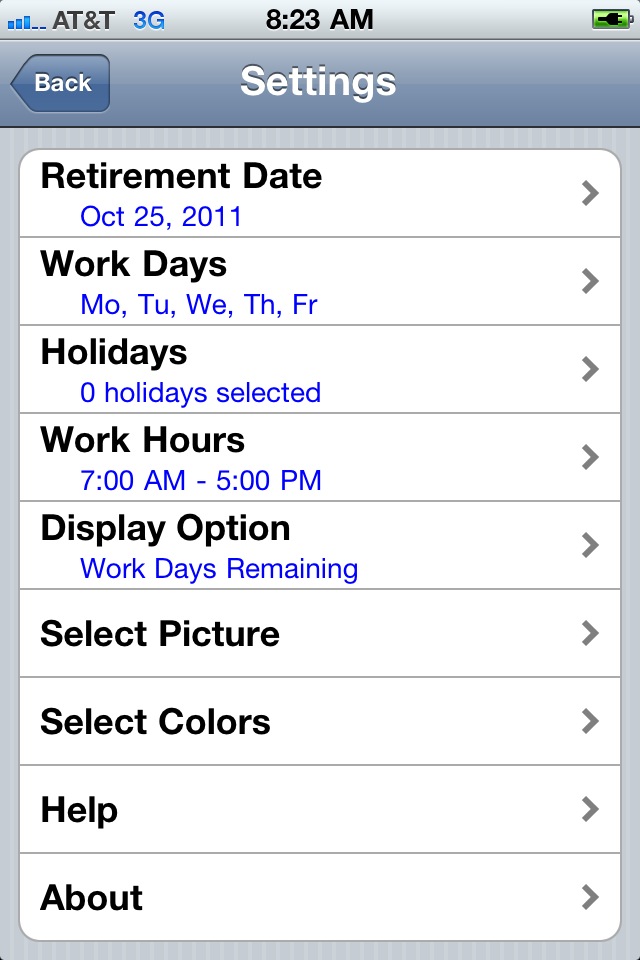 AT&T 3G 8:23 AM
Back Settings
Retirement Date
Oct 25, 2011
Work Days
Mo, Tu, We, Th, Fr
Holidays
0 holidays selected
Work Hours
7:00 AM - 5:00 PM
Display Option
Work Days Remaining
Select Picture
Select Colors
Help
About